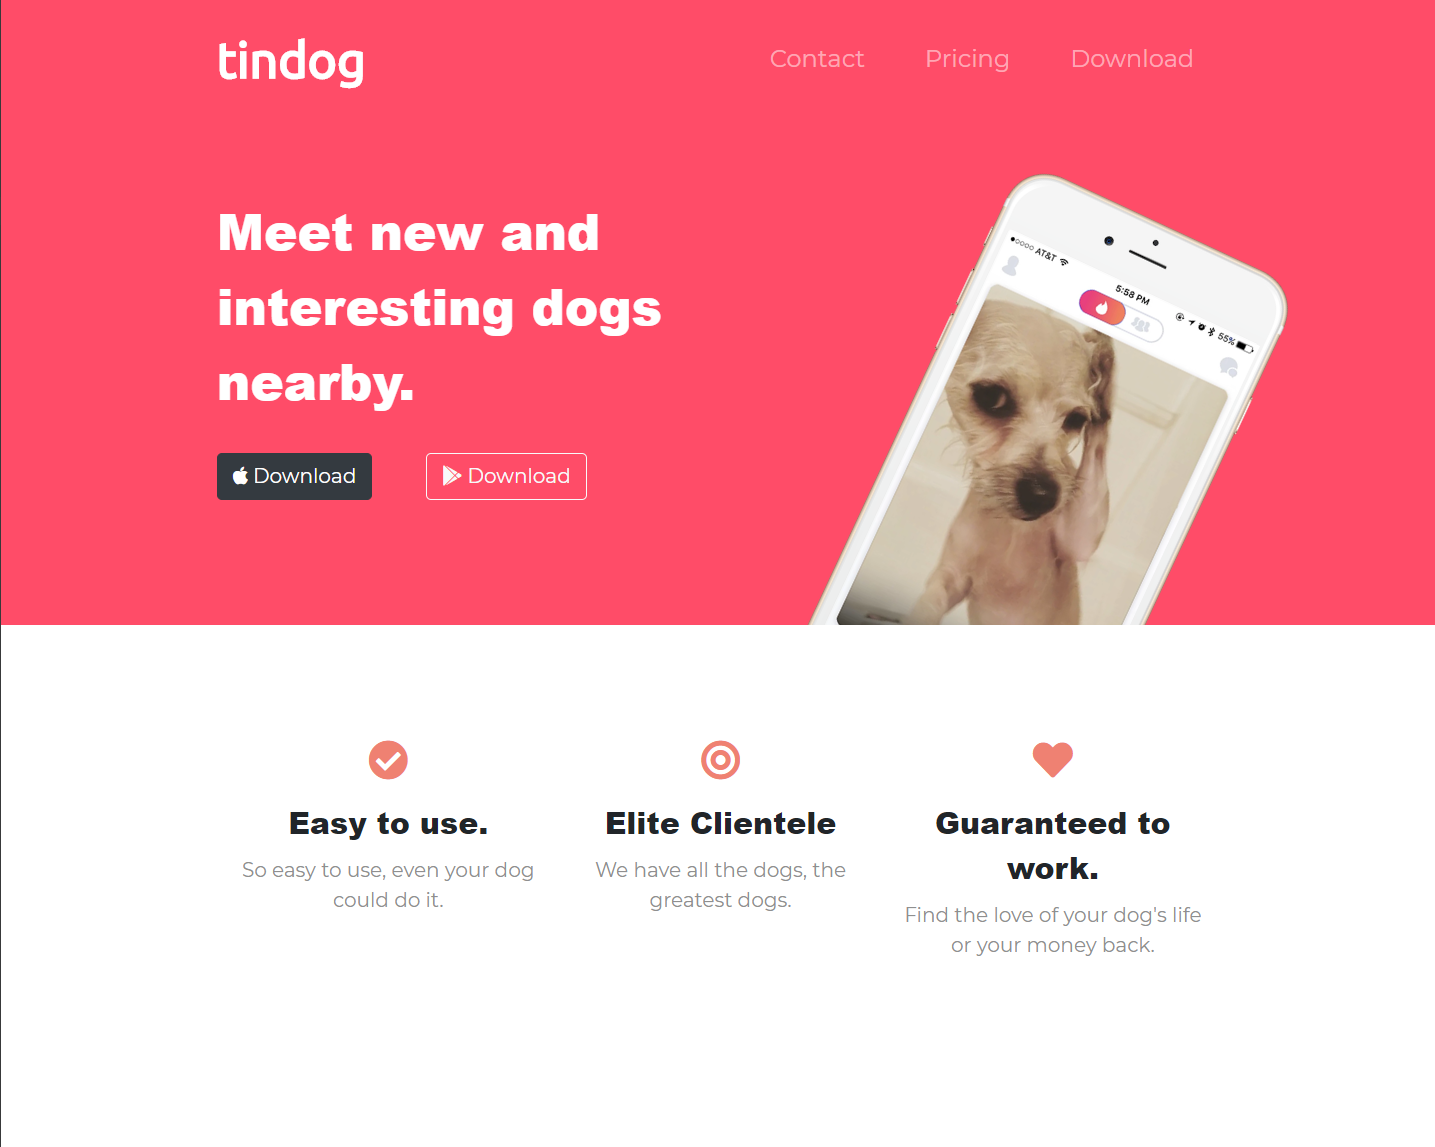 tindog
Contact Pricing Download
Meet new and
interesting dogs
nearby.
Download Download
AT&T
5:58 PM
55%
Easy to use.
So easy to use, even your dog
could do it.
Elite Clientele
We have all the dogs, the
greatest dogs.
Guaranteed to
work.
Find the love of your dog's life
or your money back.